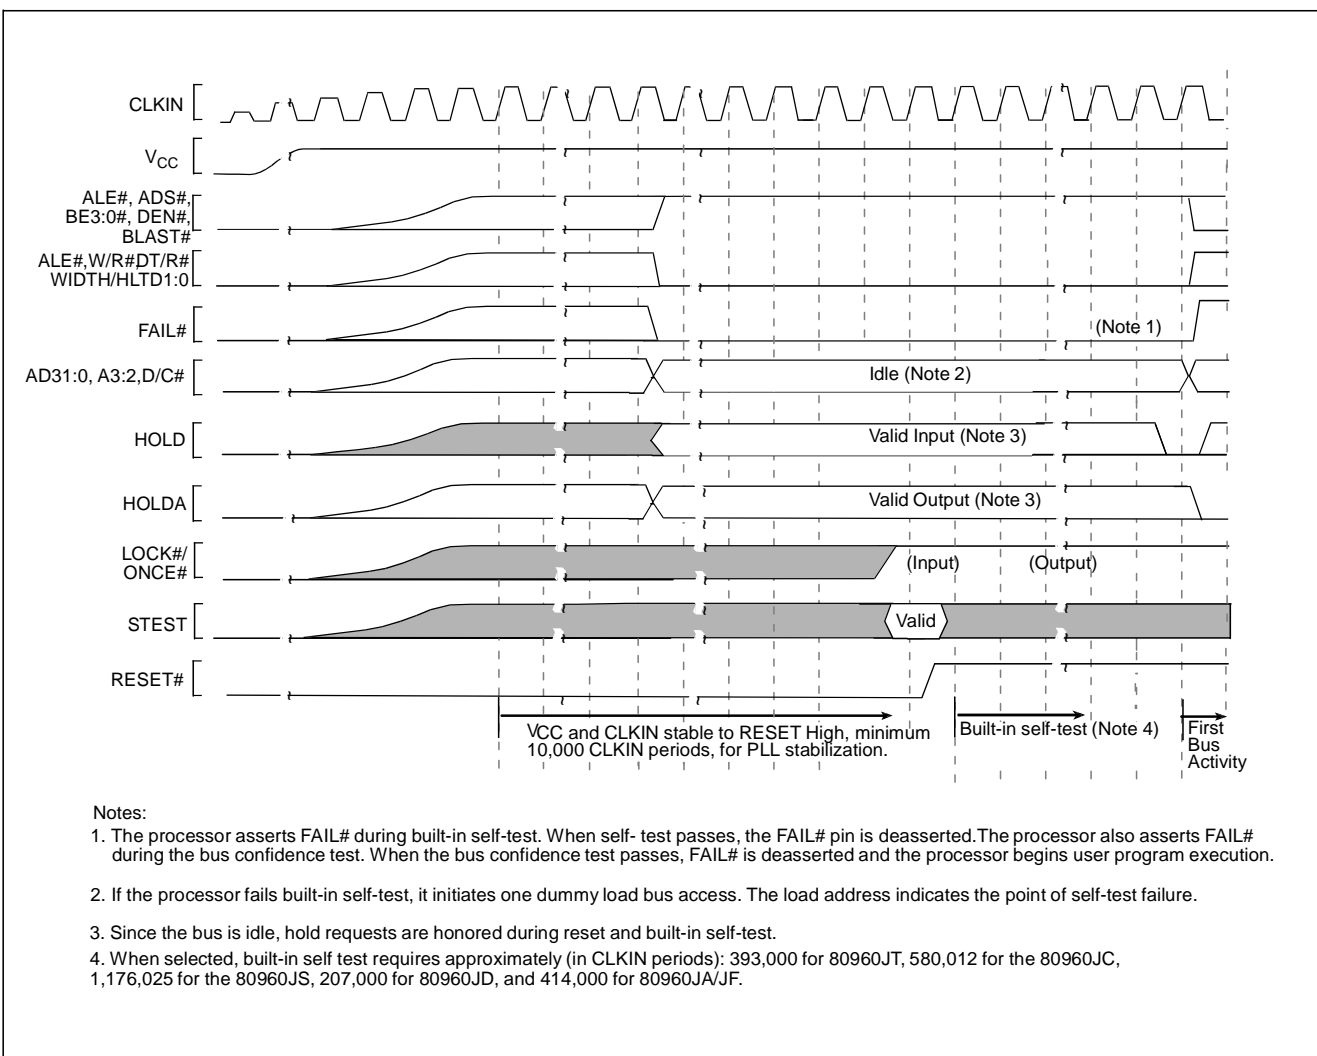 CLKIN
VCC
ALE#, ADS#,
BE3:0#, DEN#,
BLAST#
ALE#,W/R#,DT/R#
WIDTH/HLTD1:0
FAIL#
(Note 1)
AD31:0, A3:2,D/C#
Idle (Note 2)
HOLD
Valid Input (Note 3)
HOLDA
Valid Output (Note 3)
LOCK#/
ONCE#
(Input)
(Output)
STEST
Valid
RESET#
VCC and CLKIN stable to RESET High, minimum
10,000 CLKIN periods, for PLL stabilization.
Built-in self-test (Note 4)
First
Bus
Activity
Notes:
1. The processor asserts FAIL# during built-in self-test. When self- test passes, the FAIL# pin is deasserted.The processor also asserts FAIL#
during the bus confidence test. When the bus confidence test passes, FAIL# is deasserted and the processor begins user program execution.
2. If the processor fails built-in self-test, it initiates one dummy load bus access. The load address indicates the point of self-test failure.
3. Since the bus is idle, hold requests are honored during reset and built-in self-test.
4. When selected, built-in self test requires approximately (in CLKIN periods): 393,000 for 80960JT, 580,012 for the 80960JC,
1,176,025 for the 80960JS, 207,000 for 80960JD, and 414,000 for 80960JA/JF.